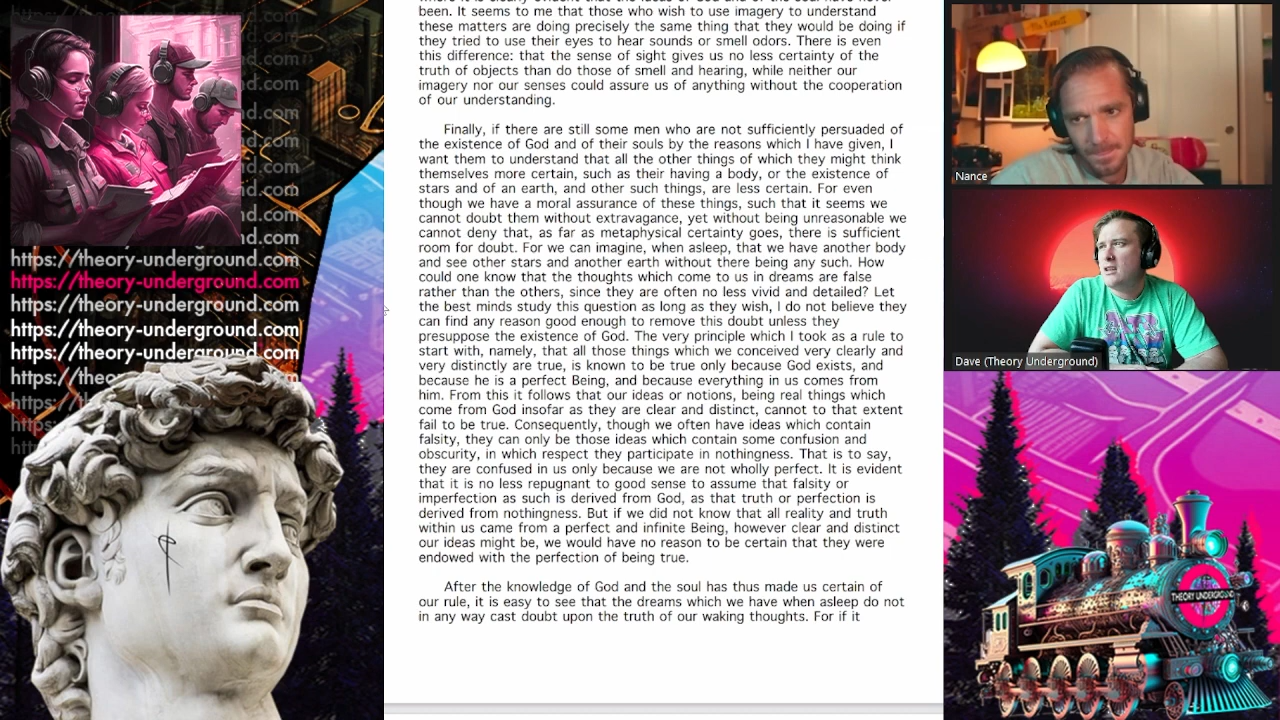 https://theory-underground.com
https://theory-underground.com
https://theory-underground.com
https://theory-underground.com
https://theory-underground.com
been. It seems to me that those who wish to use imagery to understand
these matters are doing precisely the same thing that they would be doing if
they tried to use their eyes to hear sounds or smell odors. There is even
this difference: that the sense of sight gives us no less certainty of the
truth of objects than do those of smell and hearing, while neither our
imagery nor our senses could assure us of anything without the cooperation
of our understanding.
Finally, if there are still some men who are not sufficiently persuaded of
the existence of God and of their souls by the reasons which I have given, I
want them to understand that all the other things of which they might think
themselves more certain, such as their having a body, or the existence of
stars and of an earth, and other such things, are less certain. For even
though we have a moral assurance of these things, such that it seems we
cannot doubt them without extravagance, yet without being unreasonable we
cannot deny that, as far as metaphysical certainty goes, there is sufficient
room for doubt. For we can imagine, when asleep, that we have another body
and see other stars and another earth without there being any such. How
could one know that the thoughts which come to us in dreams are false
rather than the others, since they are often no less vivid and detailed? Let
the best minds study this question as long as they wish, I do not believe they
can find any reason good enough to remove this doubt unless they
presuppose the existence of God. The very principle which I took as a rule to
start with, namely, that all those things which we conceived very clearly and
very distinctly are true, is known to be true only because God exists, and
because he is a perfect Being, and because everything in us comes from
him. From this it follows that our ideas or notions, being real things which
come from God insofar as they are clear and distinct, cannot to that extent
fail to be true. Consequently, though we often have ideas which contain
falsity, they can only be those ideas which contain some confusion and
obscurity, in which respect they participate in nothingness. That is to say,
they are confused in us only because we are not wholly perfect. It is evident
that it is no less repugnant to good sense to assume that falsity or
imperfection as such is derived from God, as that truth or perfection is
derived from nothingness. But if we did not know that all reality and truth
within us came from a perfect and infinite Being, however clear and distinct
our ideas might be, we would have no reason to be certain that they were
endowed with the perfection of being true.
After the knowledge of God and the soul has thus made us certain of
our rule, it is easy to see that the dreams which we have when asleep do not
in any way cast doubt upon the truth of our waking thoughts. For if it
Nance
Dave (Theory Underground)
THEORY UNDERGROUND